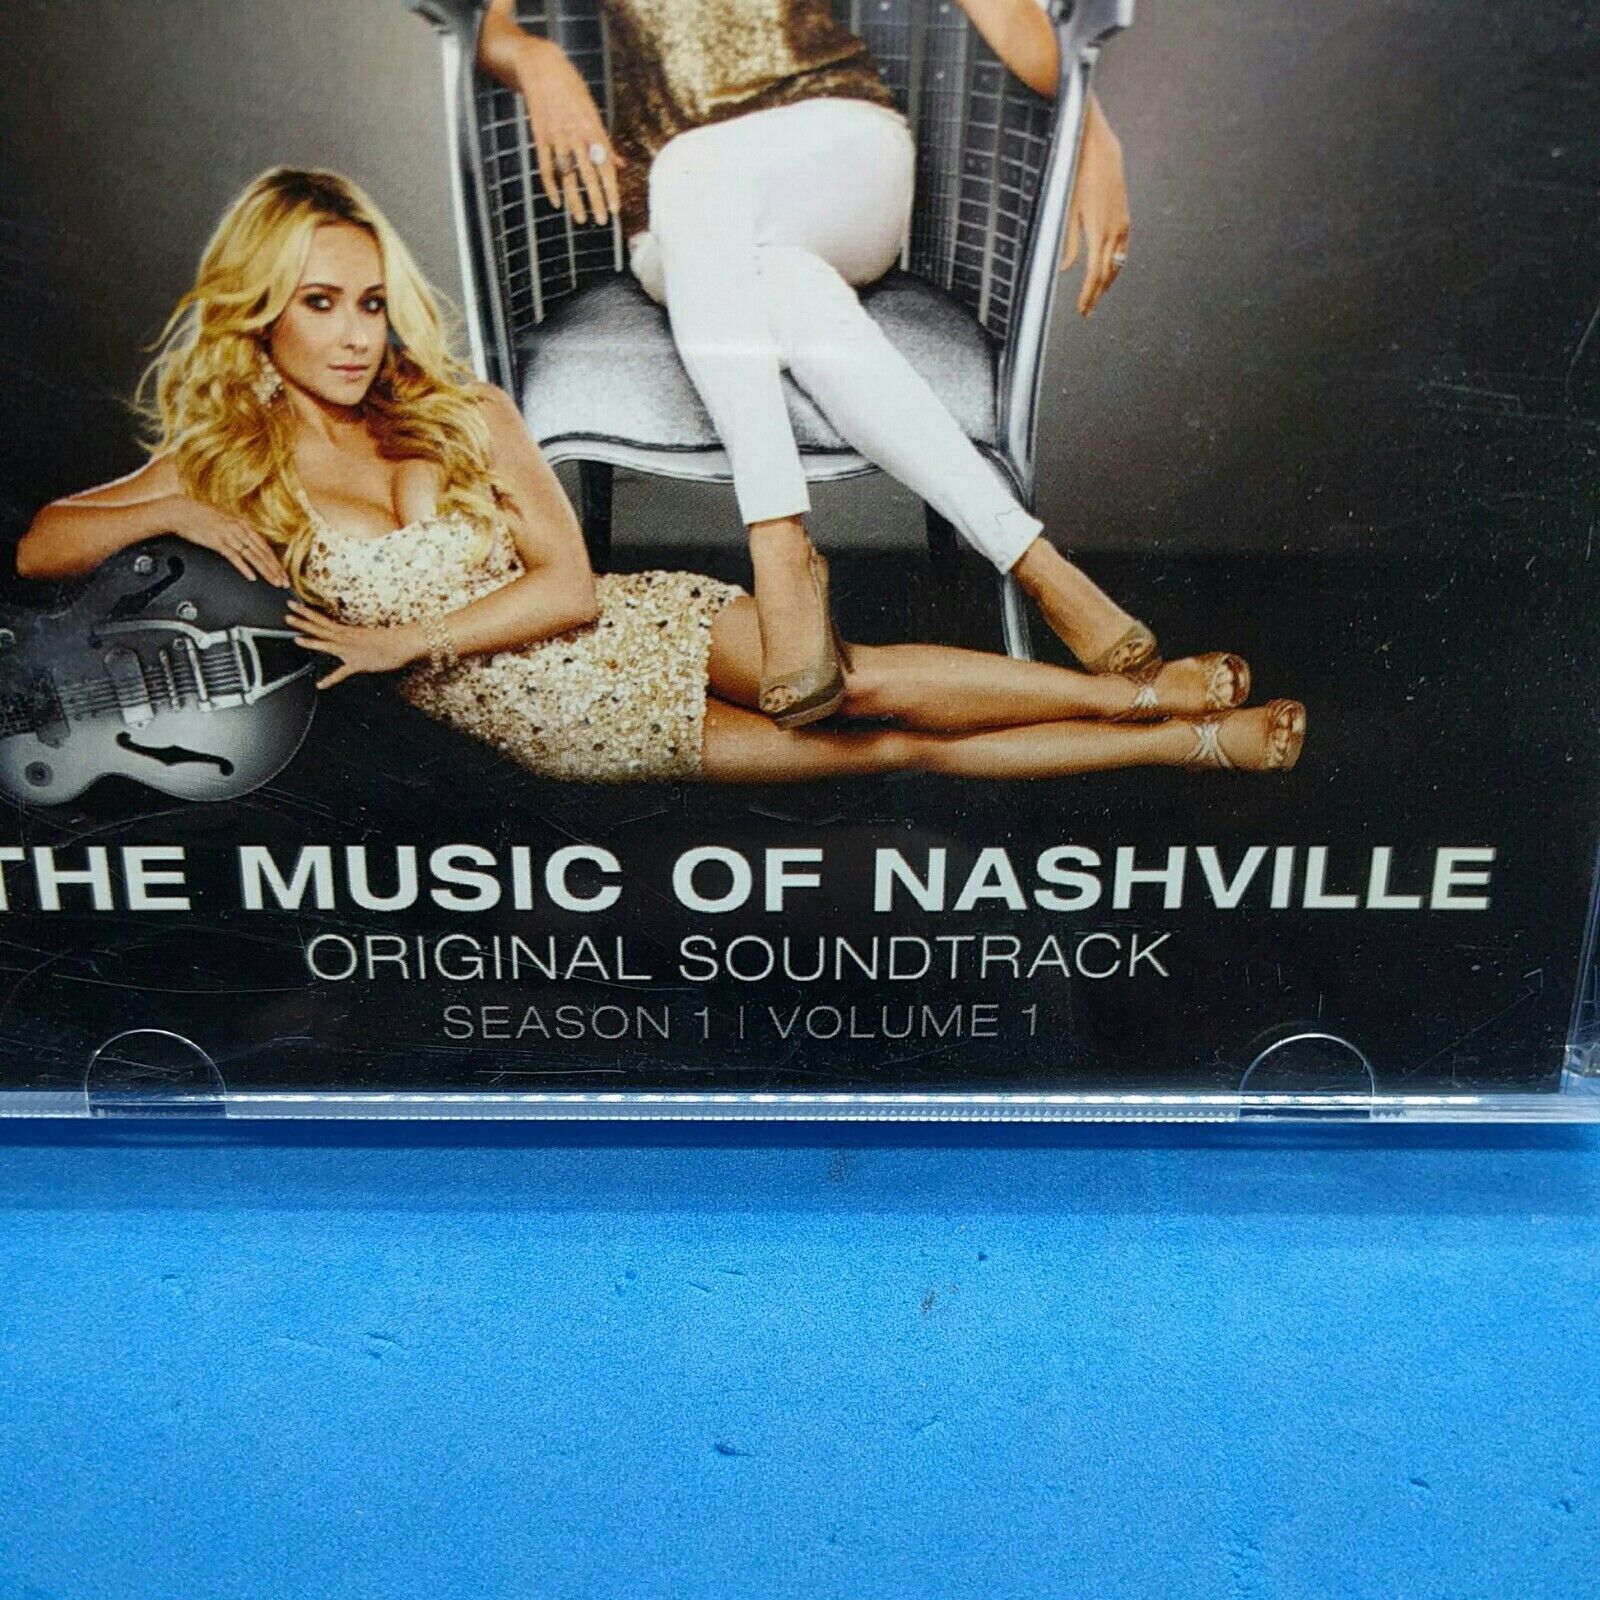 THE MUSIC OF NASHVILLE
ORIGINAL SOUNDTRACK
SEASON 1 | VOLUME 1